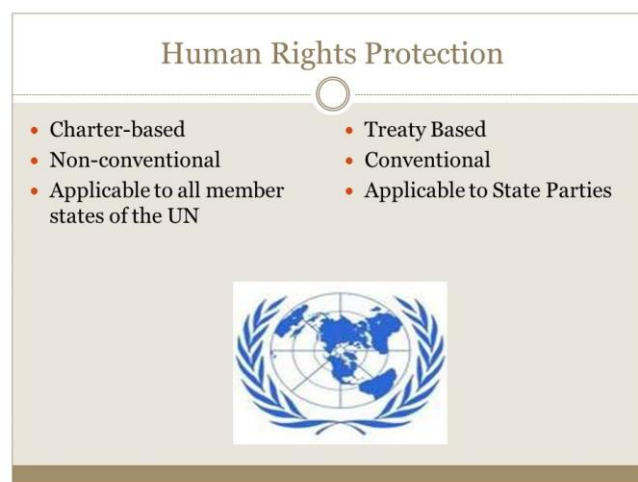 Human Rights Protection
• Charter-based
• Non-conventional
• Applicable to all member
states of the UN
• Treaty Based
• Conventional
• Applicable to State Parties